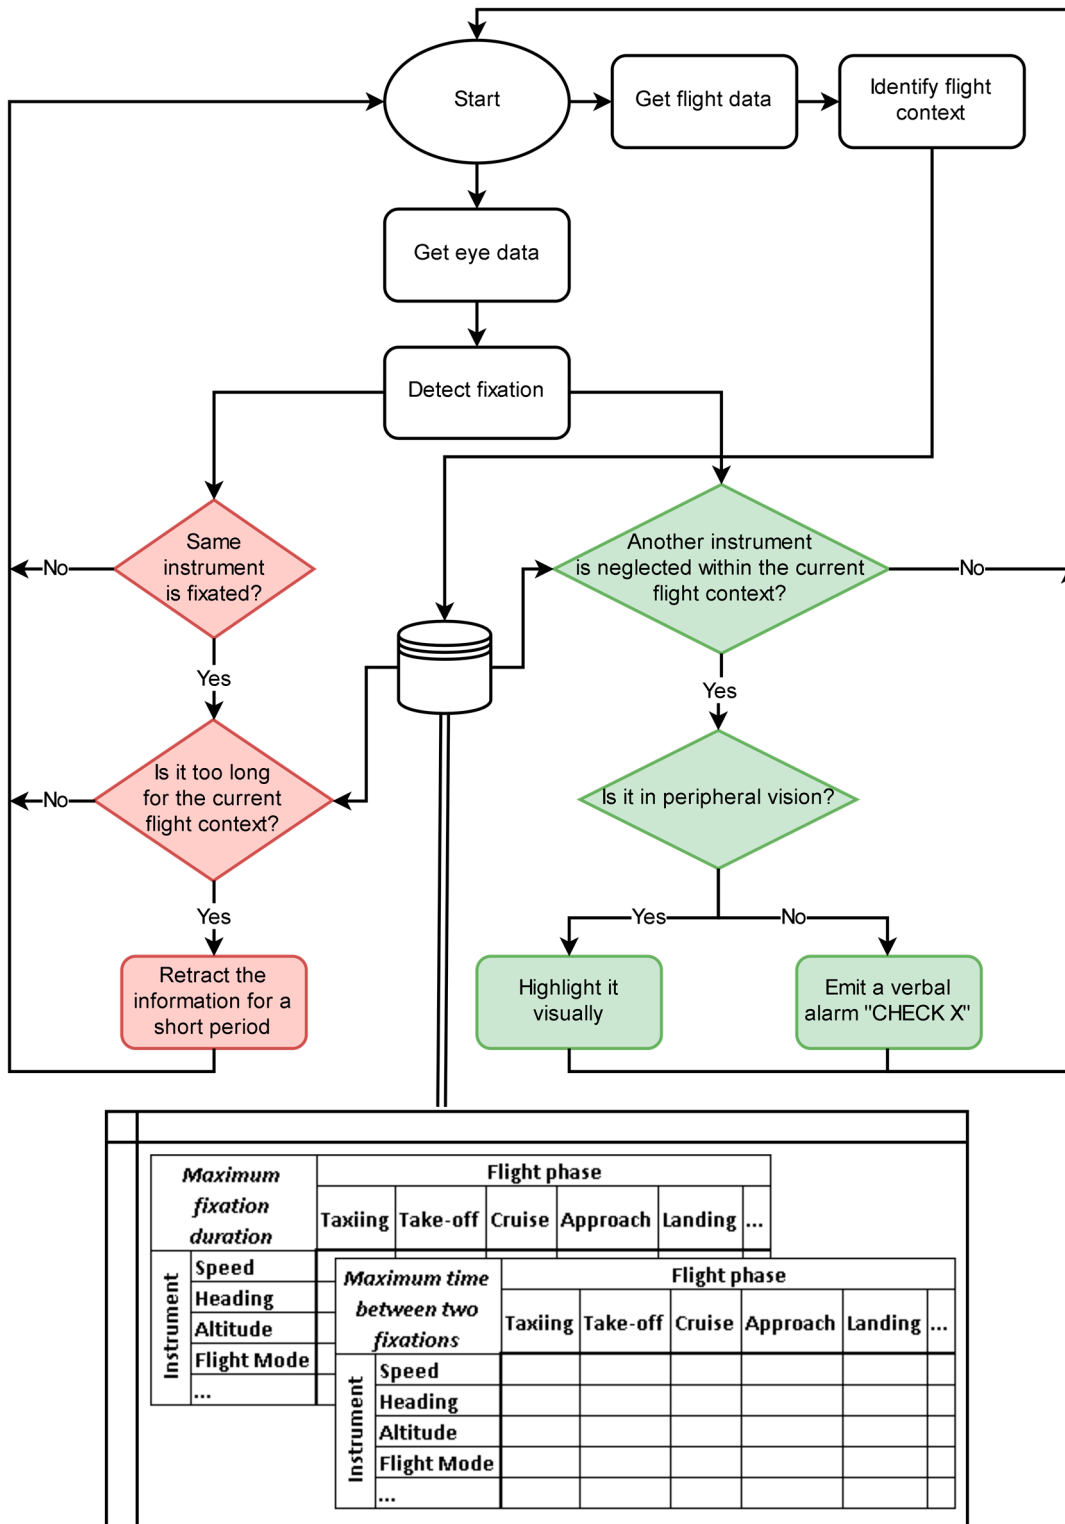 Start
Get flight data
Identify flight
context
Get eye data
Detect fixation
Same
instrument
is fixated?
No
Yes
Is it too long
for the current
flight context?
No
Yes
Retract the
information for a
short period
Another instrument
is neglected within the current
flight context?
No
Yes
Is it in peripheral vision?
Yes
No
Highlight it
visually
Emit a verbal
alarm "CHECK X"
Maximum
fixation
duration
Flight phase
Taxiing Take-off Cruise Approach Landing ...
Instrument
Speed
Heading
Altitude
Flight Mode
...
Maximum time
between two
fixations
Flight phase
Taxiing Take-off Cruise Approach Landing ...
Instrument
Speed
Heading
Altitude
Flight Mode
...